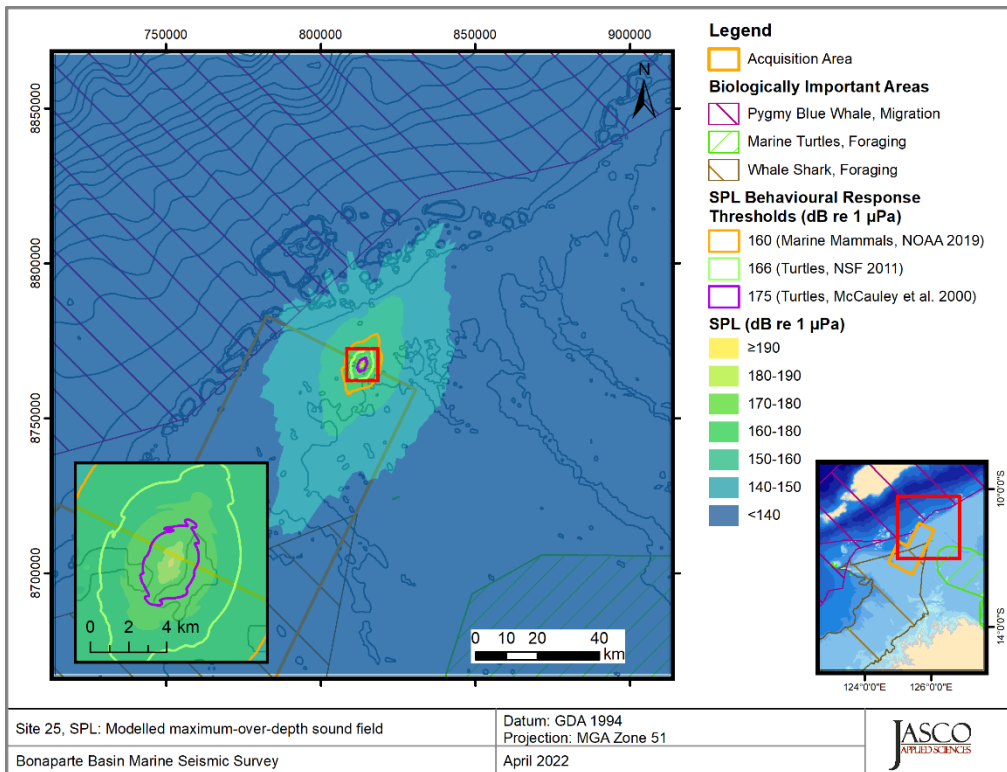 750000 800000 850000 900000
8850000
8800000
8750000
8700000
N
0 2 4 km
0 10 20 40
km
Legend
Acquisition Area
Biologically Important Areas
Pygmy Blue Whale, Migration
Marine Turtles, Foraging
Whale Shark, Foraging
SPL Behavioural Response
Thresholds (dB re 1 µPa)
160 (Marine Mammals, NOAA 2019)
166 (Turtles, NSF 2011)
175 (Turtles, McCauley et al. 2000)
SPL (dB re 1 µPa)
≥190
180-190
170-180
160-180
150-160
140-150
<140
10°0'0"S
14°0'0"S
124°0'0"E 126°0'0"E
Site 25, SPL: Modelled maximum-over-depth sound field
Datum: GDA 1994
Projection: MGA Zone 51
Bonaparte Basin Marine Seismic Survey
April 2022
JASCO
APPLIED SCIENCES